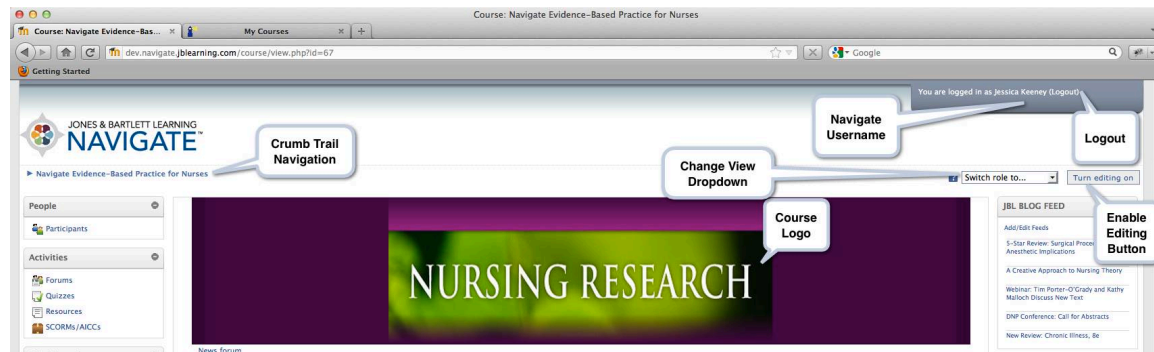 Course: Navigate Evidence-Based Practice for Nurses
Course: Navigate Evidence-Bas...
My Courses
dev.navigate.jblearning.com/course/view.php?id=67
Google
Getting Started
You are logged in as Jessica Keeney (Logout)
JONES & BARTLETT LEARNING
NAVIGATE™
Crumb Trail
Navigation
Navigate
Username
Logout
Navigate Evidence-Based Practice for Nurses
Change View
Dropdown
Switch role to...
Turn editing on
People
Participants
Activities
Forums
Quizzes
Resources
SCORMs/AICCs
Course
Logo
NURSING RESEARCH
News forum
JBL BLOG FEED
Enable
Editing
Button
Add/Edit Feeds
5-Star Review: Surgical
Anesthetic Implications
A Creative Approach to Nursing Theory
Webinar: Tim Porter-O'Grady and Kathy
Malloch Discuss New Text
DNP Conference: Call for Abstracts
New Review: Chronic Illness, 8e